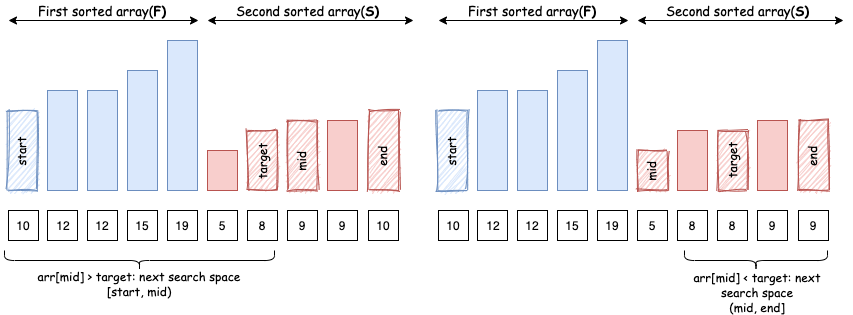 First sorted array(F)
Second sorted array(S)
start
target
mid
end
10 12 12 15 19 5 8 9 9 10
arr[mid] > target: next search space
[start, mid)
First sorted array(F)
Second sorted array(S)
start
mid
target
end
10 12 12 15 19 5 8 8 9 9
arr[mid] < target: next
search space
(mid, end]